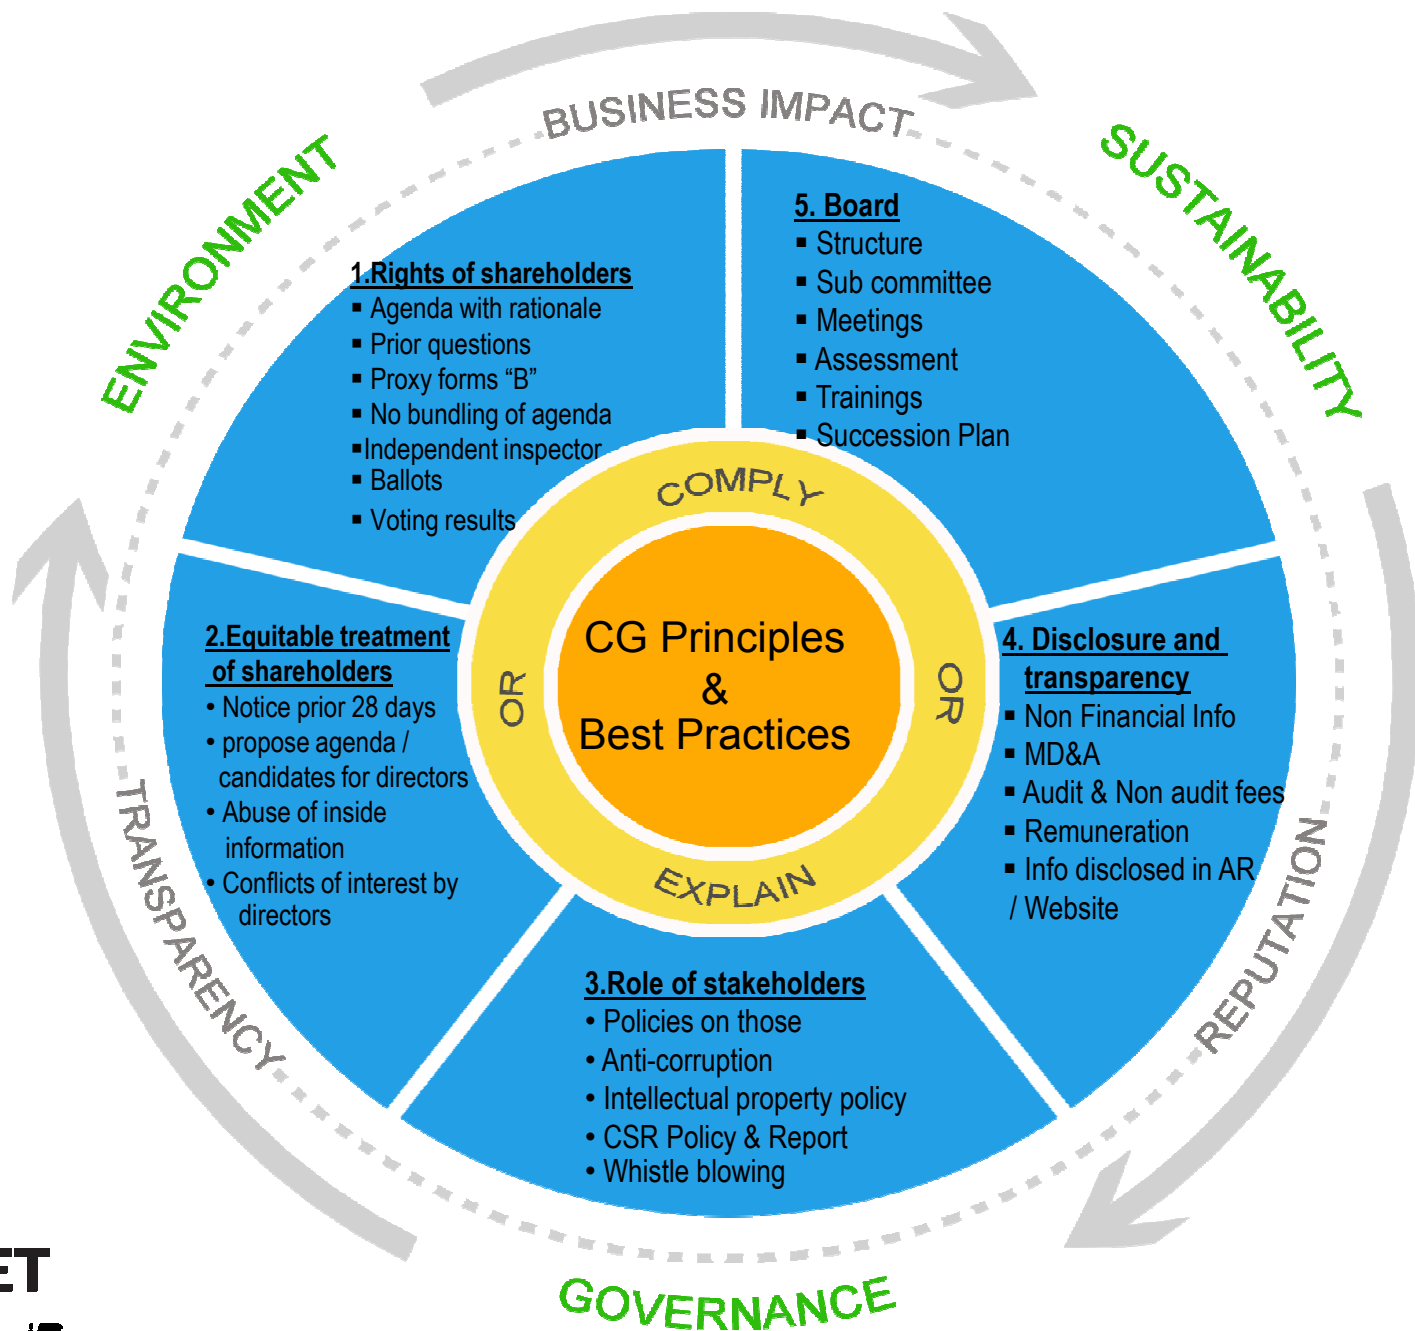 BUSINESS IMPACT
ENVIRONMENT
SUSTAINABILITY
1.Rights of shareholders
▪ Agenda with rationale
▪ Prior questions
▪ Proxy forms “B”
▪ No bundling of agenda
▪Independent inspector
▪ Ballots
▪ Voting results
5. Board
▪ Structure
▪ Sub committee
▪ Meetings
▪ Assessment
▪ Trainings
▪ Succession Plan
COMPLY
OR
CG Principles
&
Best Practices
OR
EXPLAIN
2.Equitable treatment
of shareholders
• Notice prior 28 days
• propose agenda /
candidates for directors
• Abuse of inside
information
• Conflicts of interest by
directors
4. Disclosure and
transparency
▪ Non Financial Info
▪ MD&A
▪ Audit & Non audit fees
▪ Remuneration
▪ Info disclosed in AR
/ Website
3.Role of stakeholders
• Policies on those
• Anti-corruption
• Intellectual property policy
• CSR Policy & Report
• Whistle blowing
TRANSPARENCY
REPUTATION
GOVERNANCE
ET